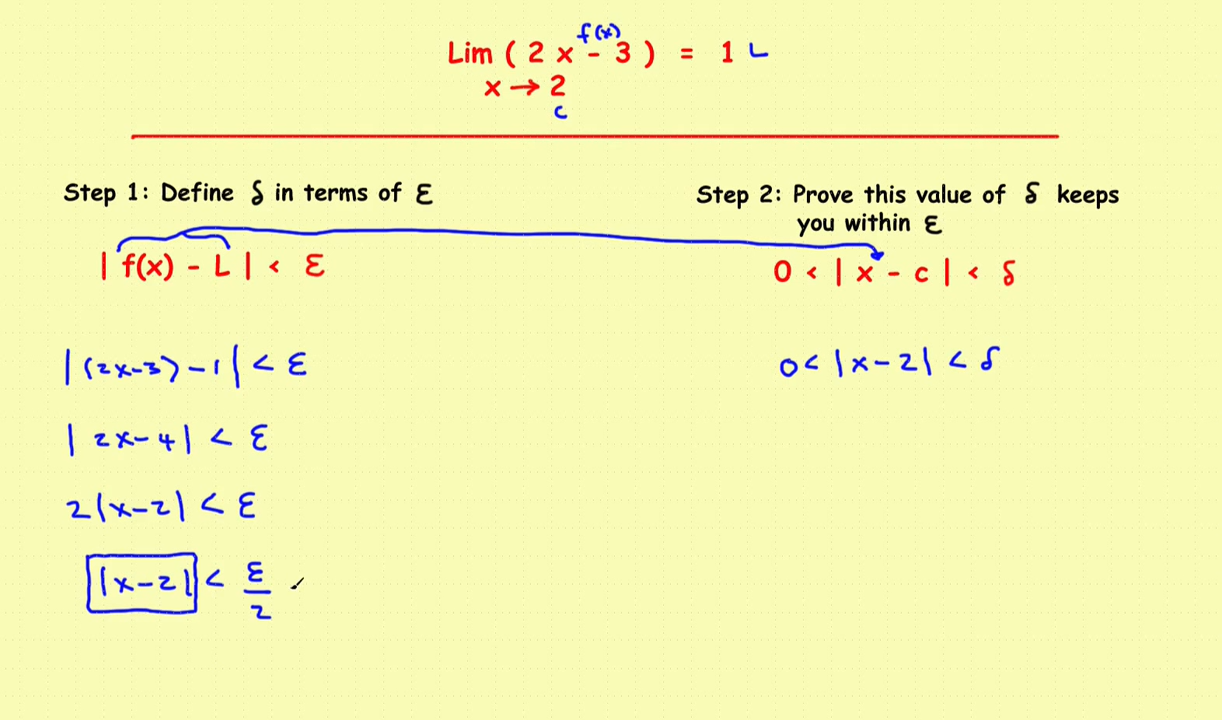 f(x)
Lim ( 2 x - 3 ) = 1 L
x → 2
c
Step 1: Define δ in terms of ε
Step 2: Prove this value of δ keeps
you within ε
| f(x) - L | < ε
0 < | x - c | < δ
|(2x-3)-1| < ε
0 < |x-2| < δ
|2x-4| < ε
2|x-2| < ε
|x-2| < ε/2